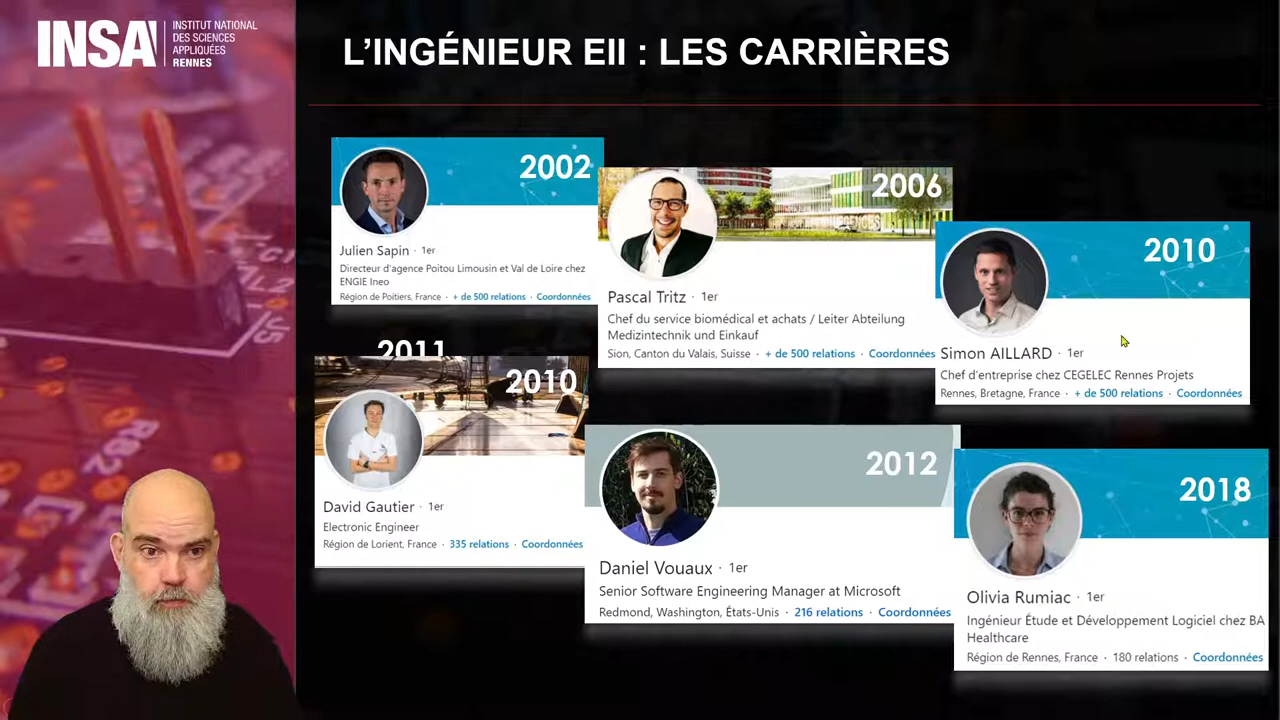 INSA
INSTITUT NATIONAL
DES SCIENCES
APPLIQUÉES
RENNES
L'INGÉNIEUR EII : LES CARRIÈRES
2002
Julien Sapin · 1er
Directeur d'agence Poitou Limousin et Val de Loire chez
ENGIE Ineo
Région de Poitiers, France · + de 500 relations · Coordonnées
2006
URGENCES
Pascal Tritz · 1er
Chef du service biomédical et achats / Leiter Abteilung
Medizintechnik und Einkauf
Sion, Canton du Valais, Suisse · + de 500 relations · Coordonnées
2010
Simon AILLARD · 1er
Chef d'entreprise chez CEGELEC Rennes Projets
Rennes, Bretagne, France · + de 500 relations · Coordonnées
2011
2010
David Gautier · 1er
Electronic Engineer
Région de Lorient, France · 335 relations · Coordonnées
2012
Daniel Vouaux · 1er
Senior Software Engineering Manager at Microsoft
Redmond, Washington, États-Unis · 216 relations · Coordonnées
2018
Olivia Rumiac · 1er
Ingénieur Étude et Développement Logiciel chez BA
Healthcare
Région de Rennes, France · 180 relations · Coordonnées
R82